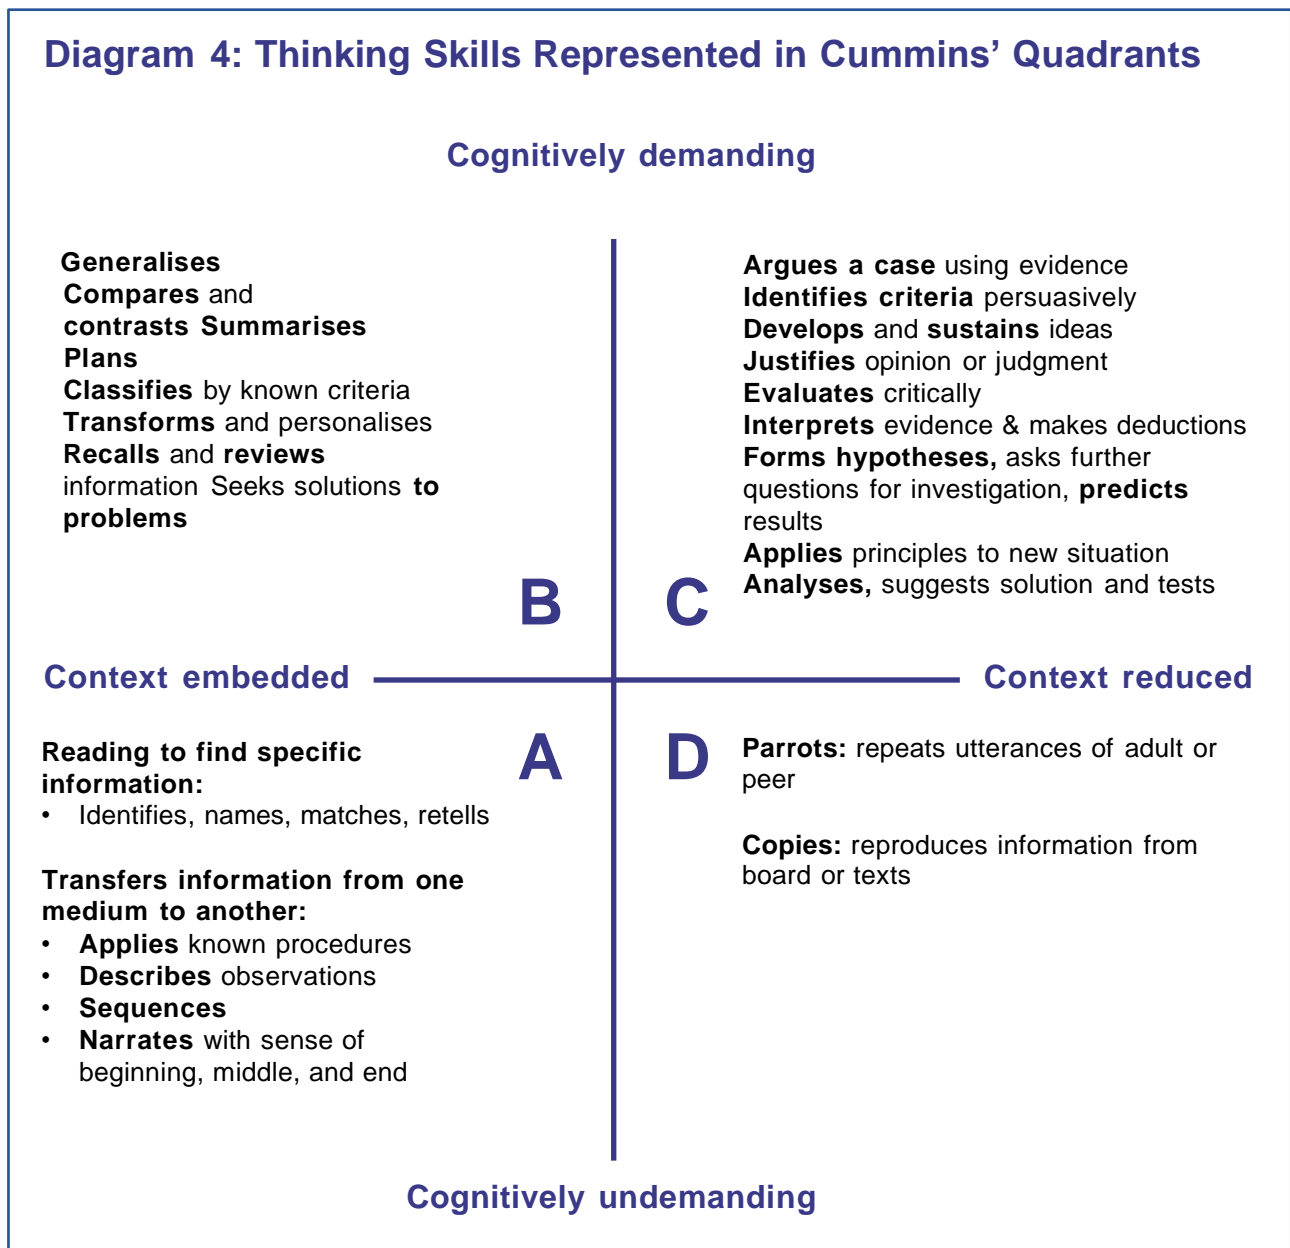 Diagram 4: Thinking Skills Represented in Cummins’ Quadrants
Cognitively demanding
Generalises
Compares and
contrasts Summarises
Plans
Classifies by known criteria
Transforms and personalises
Recalls and reviews
information Seeks solutions to
problems
B
Argues a case using evidence
Identifies criteria persuasively
Develops and sustains ideas
Justifies opinion or judgment
Evaluates critically
Interprets evidence & makes deductions
Forms hypotheses, asks further
questions for investigation, predicts
results
Applies principles to new situation
Analyses, suggests solution and tests
C
Context embedded
Context reduced
Reading to find specific
information:
• Identifies, names, matches, retells
Transfers information from one
medium to another:
• Applies known procedures
• Describes observations
• Sequences
• Narrates with sense of
beginning, middle, and end
A
D
Parrots: repeats utterances of adult or
peer
Copies: reproduces information from
board or texts
Cognitively undemanding